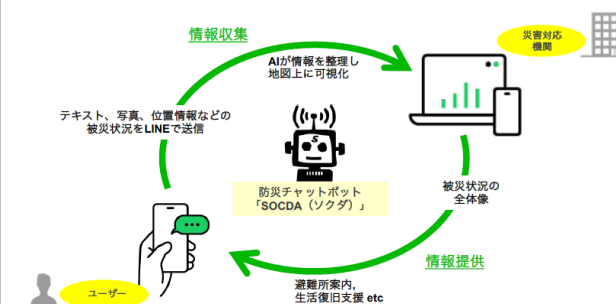 情報収集
災害対応
機関
AIが情報を整理し
地図上に可視化
テキスト、写真、位置情報などの
被災状況をLINEで送信
S
防災チャットボット
「SOCDA（ソクダ）」
被災状況の
全体像
情報提供
避難所案内,
生活復旧支援 etc
ユーザー